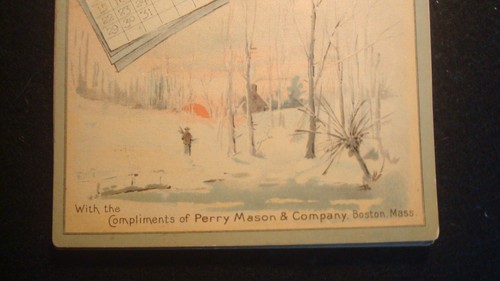 With the
Compliments of Perry Mason & Company, Boston, Mass.